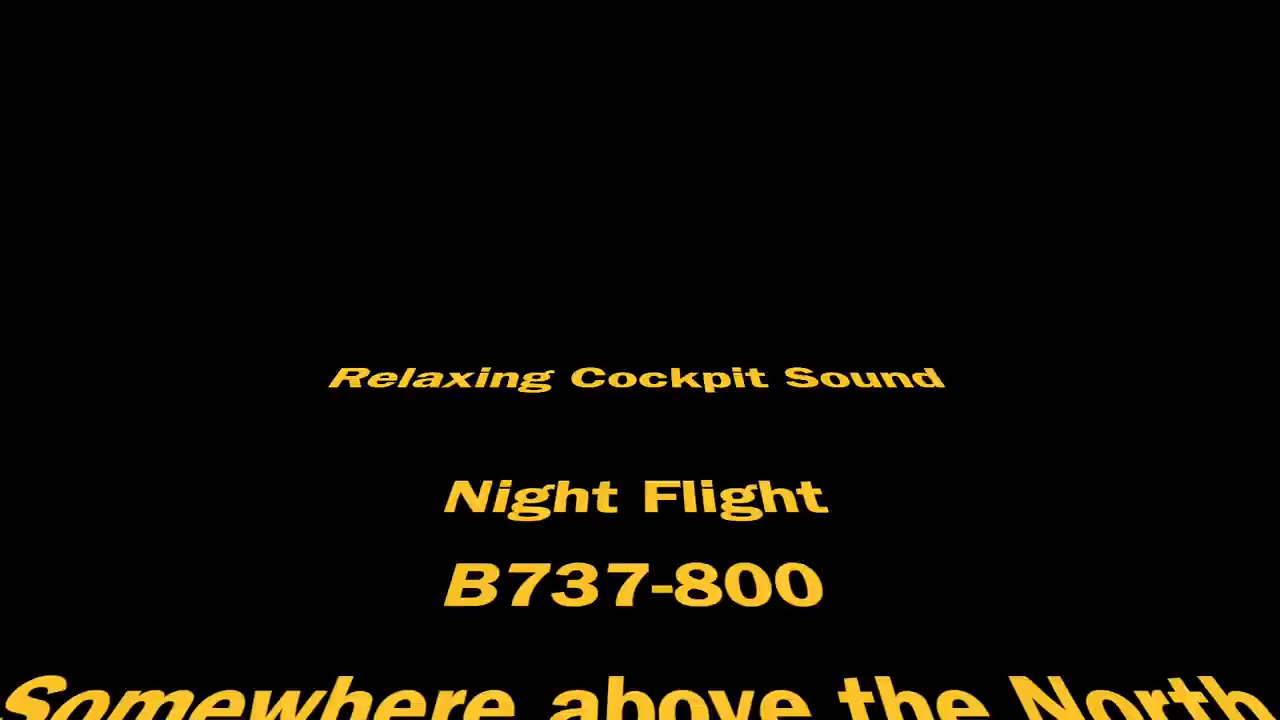 Relaxing Cockpit Sound
Night Flight
B737-800
Somewhere above the North